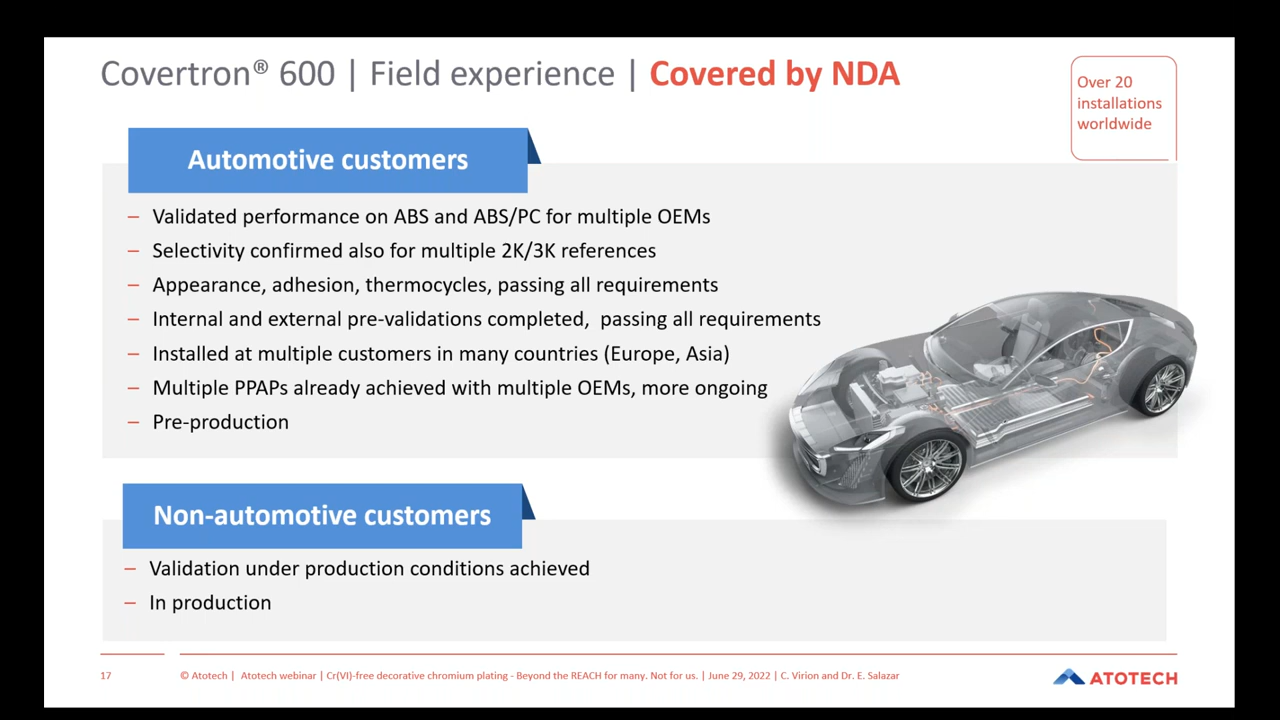 Covertron® 600 | Field experience | Covered by NDA
Over 20
installations
worldwide
Automotive customers
– Validated performance on ABS and ABS/PC for multiple OEMs
– Selectivity confirmed also for multiple 2K/3K references
– Appearance, adhesion, thermocycles, passing all requirements
– Internal and external pre-validations completed,  passing all requirements
– Installed at multiple customers in many countries (Europe, Asia)
– Multiple PPAPs already achieved with multiple OEMs, more ongoing
– Pre-production
Non-automotive customers
– Validation under production conditions achieved
– In production
17
© Atotech | Atotech webinar | Cr(VI)-free decorative chromium plating - Beyond the REACH for many. Not for us. | June 29, 2022 | C. Virion and Dr. E. Salazar
ATOTECH